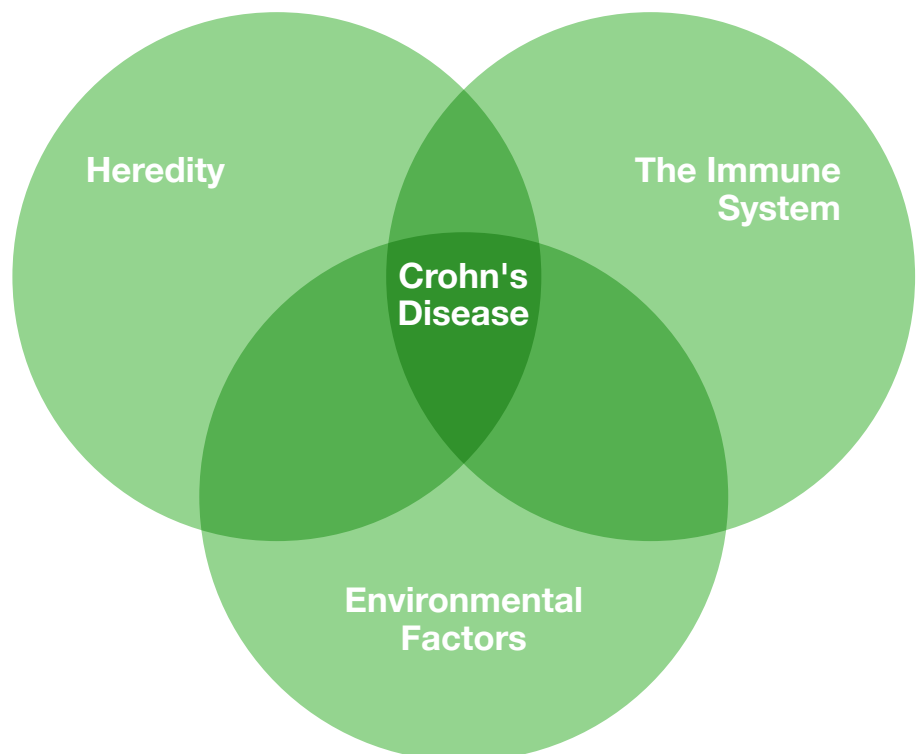 Heredity
The Immune
System
Crohn's
Disease
Environmental
Factors